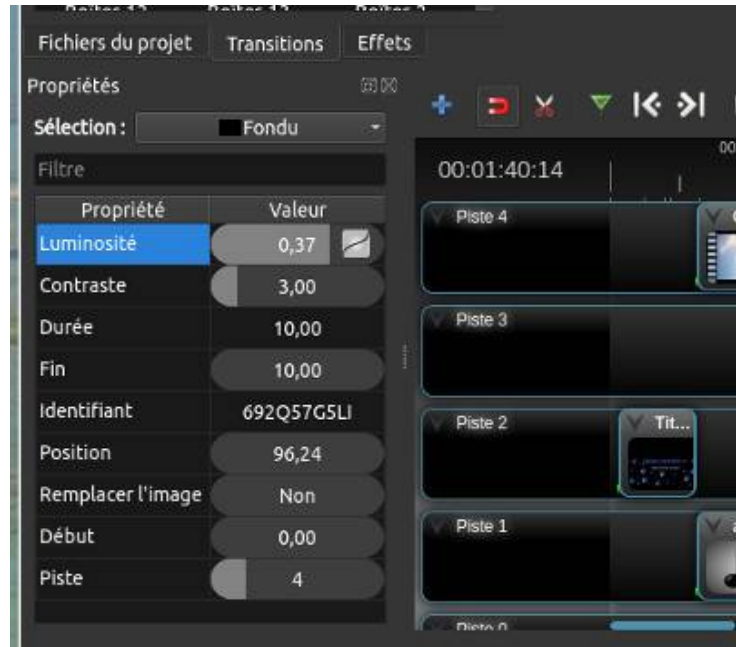 Fichiers du projet Transitions Effets
Propriétés
Sélection : Fondu
Filtre
00:01:40:14
Propriété Valeur
Luminosité 0,37
Contraste 3,00
Durée 10,00
Fin 10,00
Identifiant 692Q57G5LI
Position 96,24
Remplacer l'image Non
Début 0,00
Piste 4
Piste 4
Piste 3
Piste 2
Tit...
Piste 1